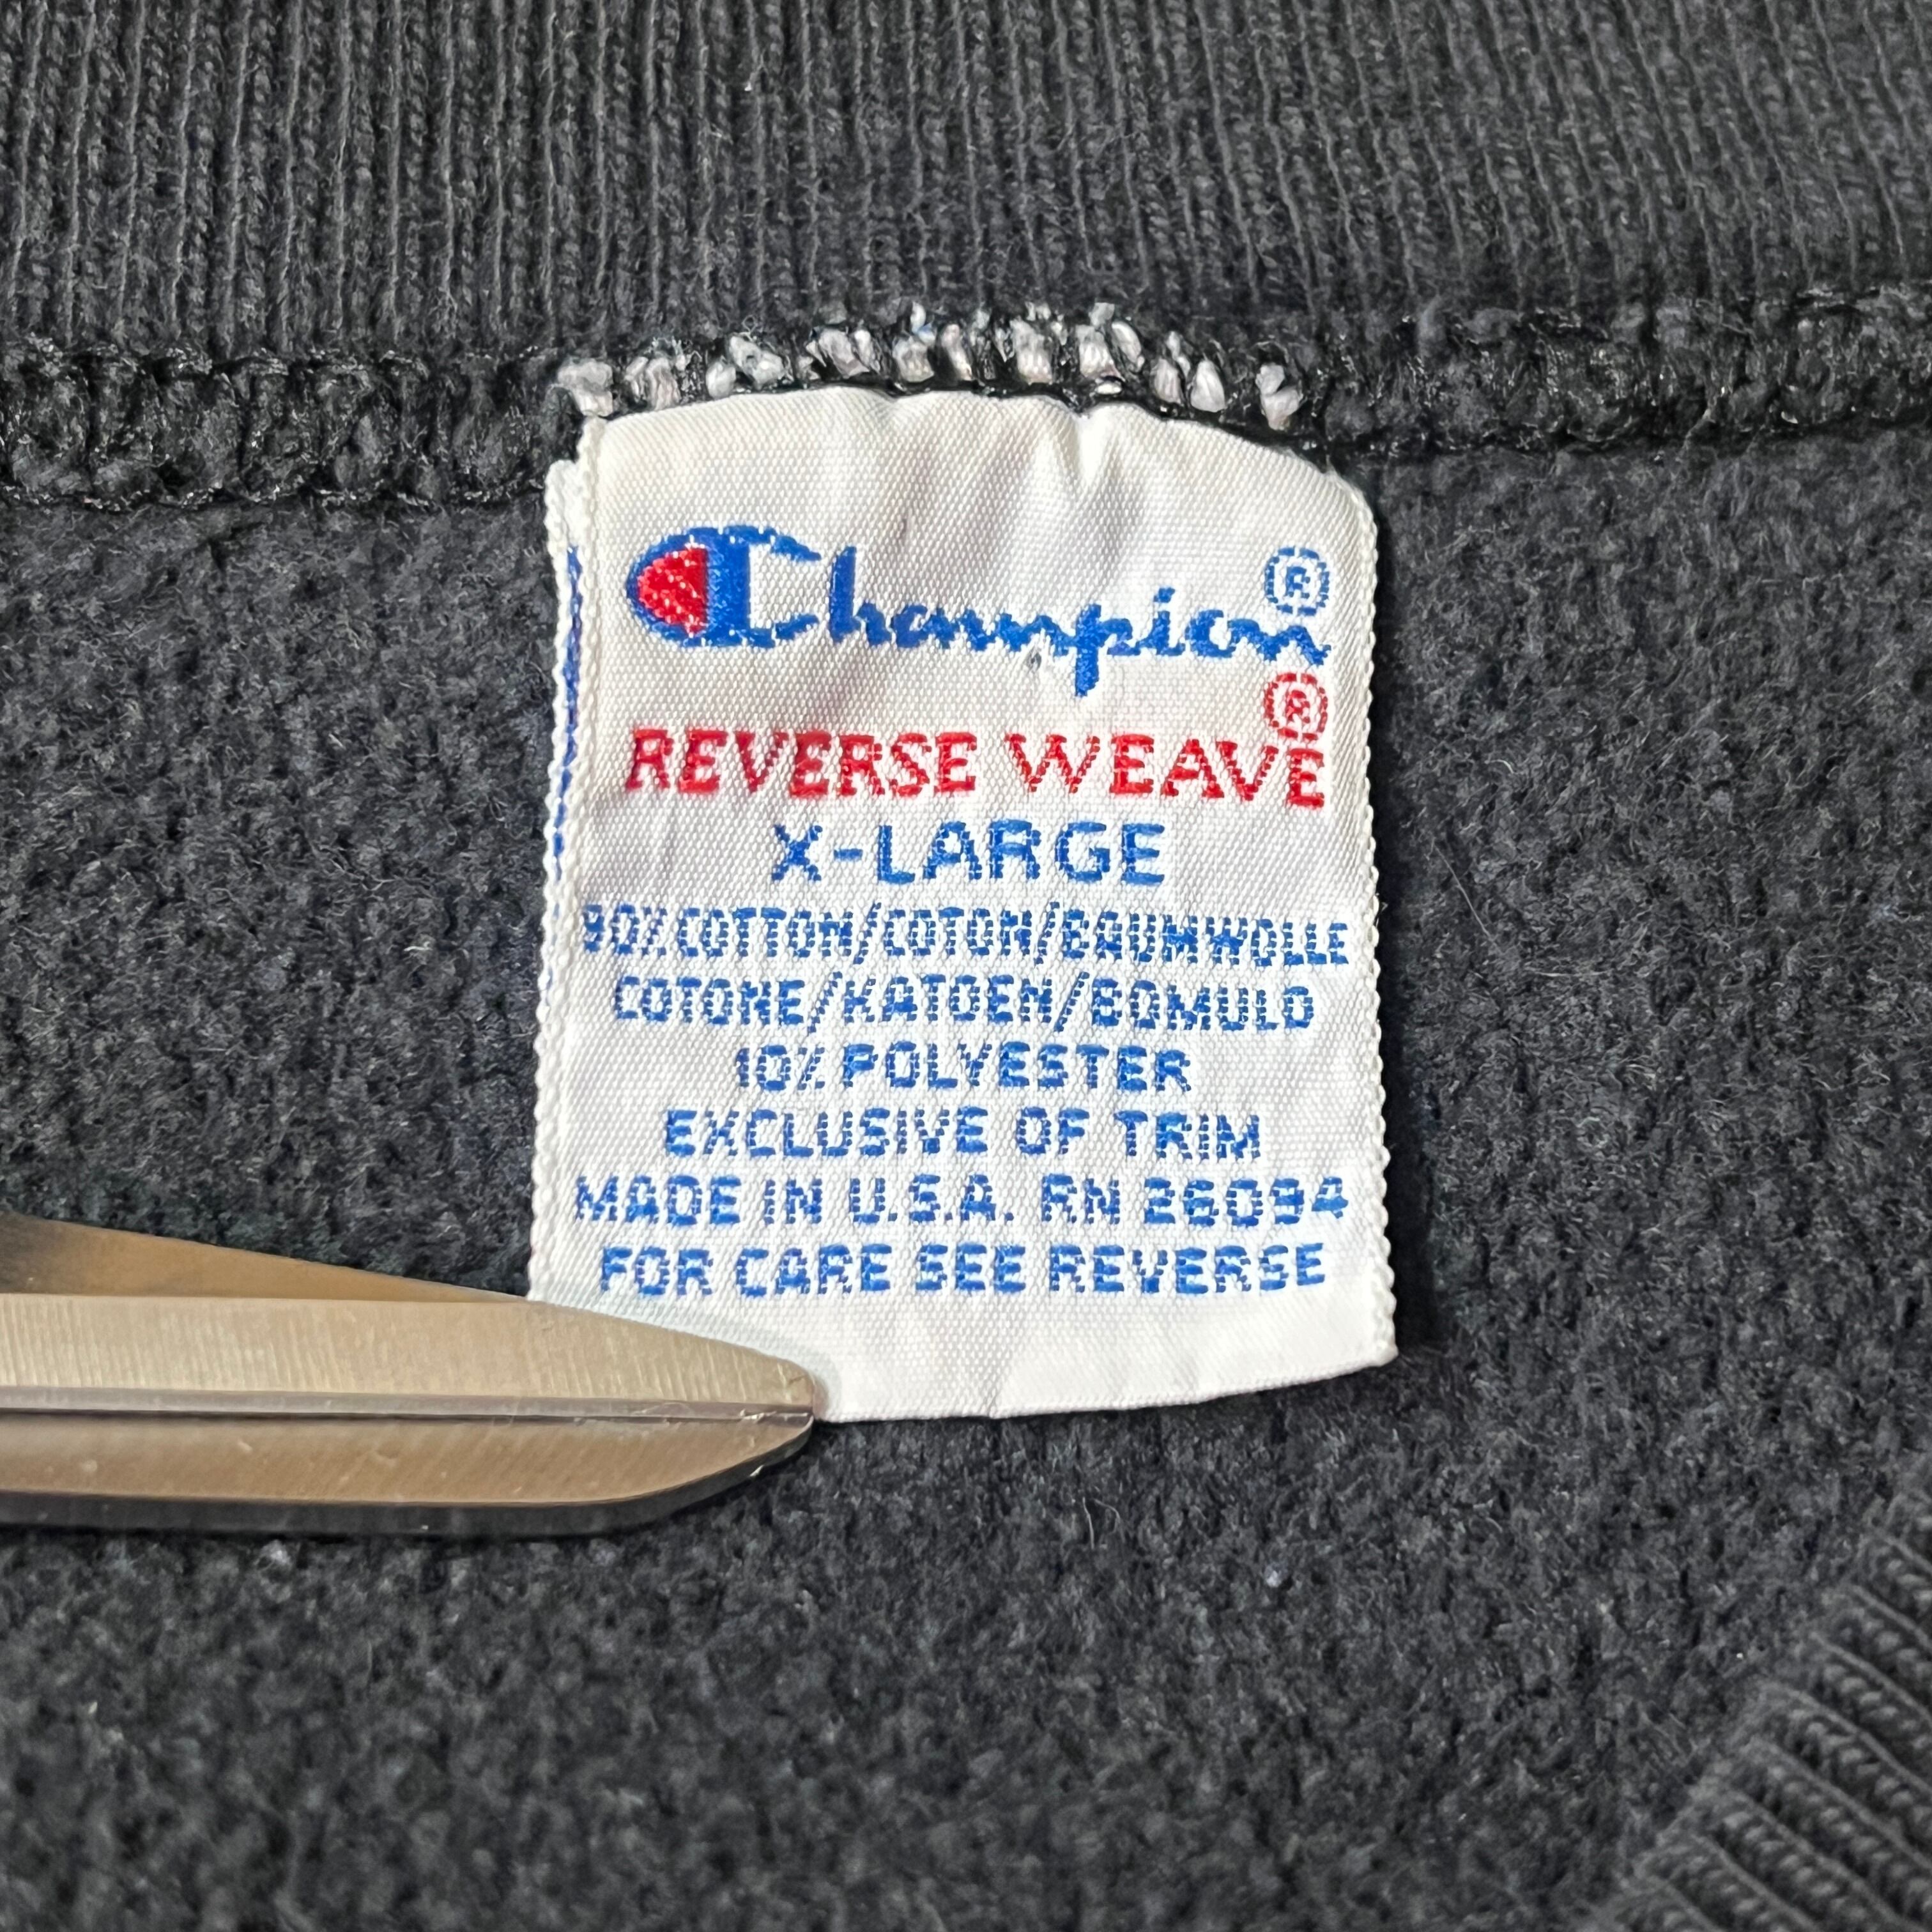 Champion®
REVERSE WEAVE®
X-LARGE
90% COTTON/COTON/BAUMWOLLE
COTONE/KATOEN/BOMULD
10% POLYESTER
EXCLUSIVE OF TRIM
MADE IN U.S.A. RN 26094
FOR CARE SEE REVERSE